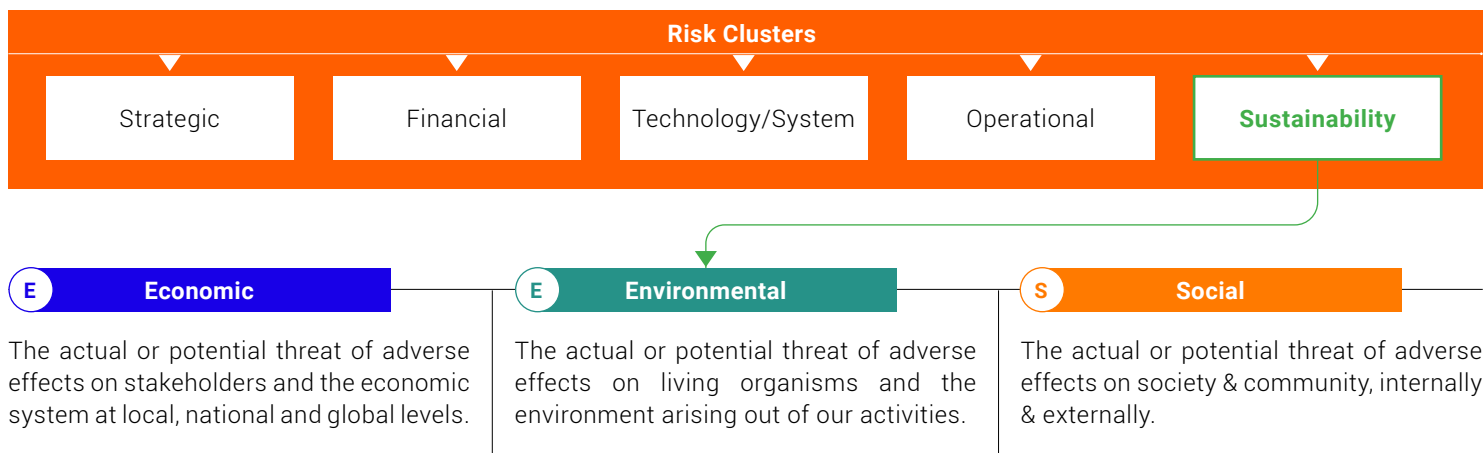 Risk Clusters
Strategic
Financial
Technology/System
Operational
Sustainability
E
Economic
The actual or potential threat of adverse
effects on stakeholders and the economic
system at local, national and global levels.
E
Environmental
The actual or potential threat of adverse
effects on living organisms and the
environment arising out of our activities.
S
Social
The actual or potential threat of adverse
effects on society & community, internally
& externally.